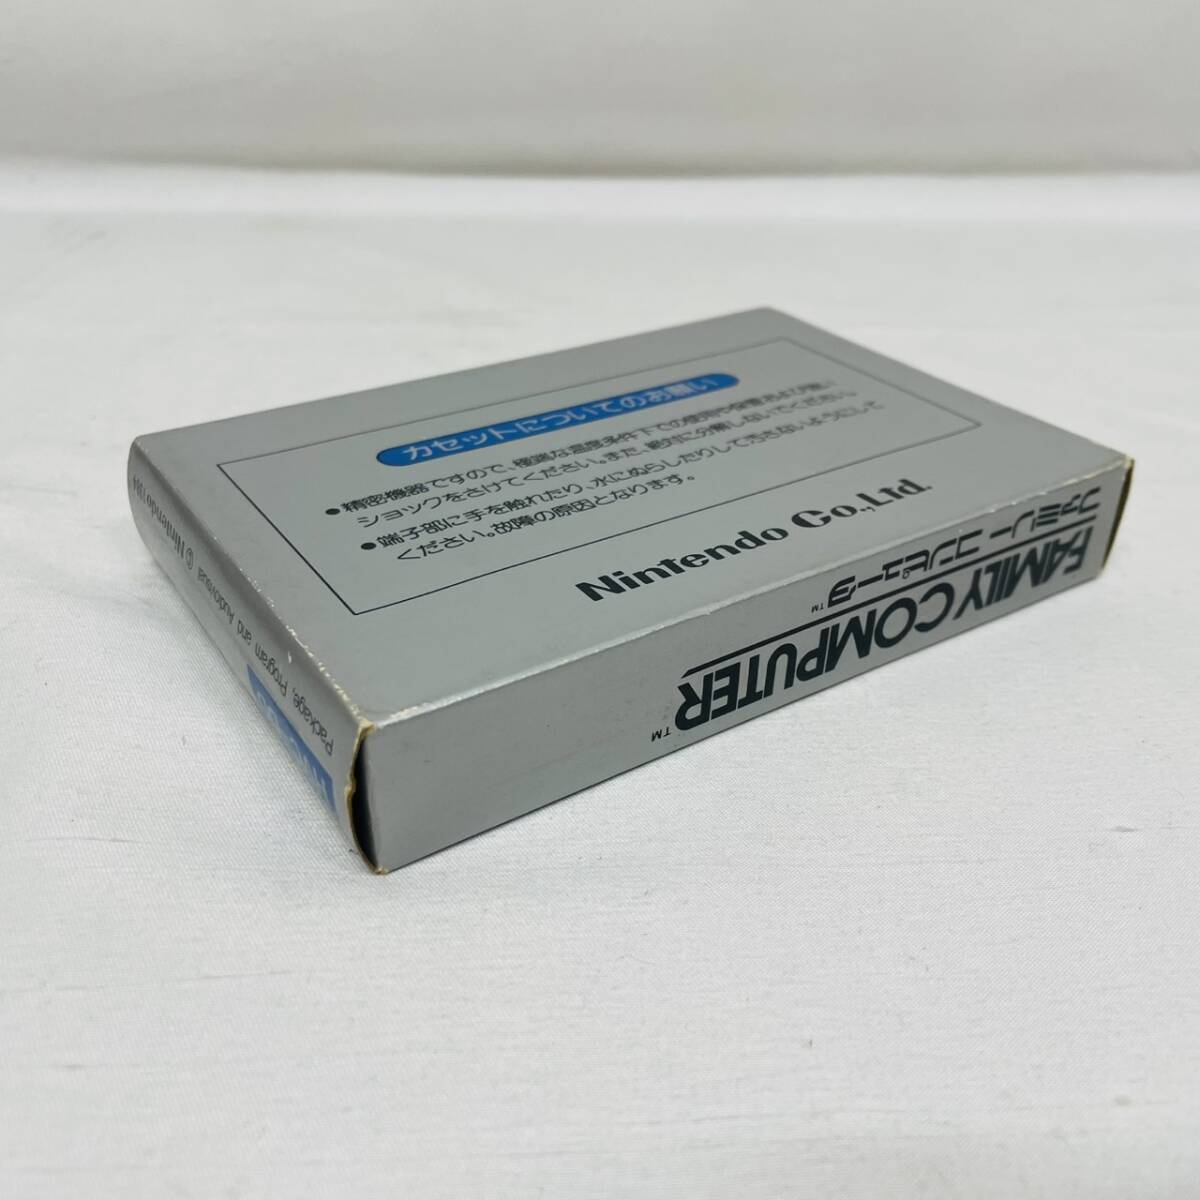 カセットについてのお願い
●精密機器ですので、極端な温度条件下での使用や保管および強い
ショックをさけてください。また、絶対に分解しないでください。
●端子部に手を触れたり、水にぬらしたりして汚さないようにして
ください。故障の原因となります。
Nintendo Co.,Ltd.
ファミリー コンピュータ™
FAMILY COMPUTER™
Package, Program and Audiovisual © Nintendo 1984